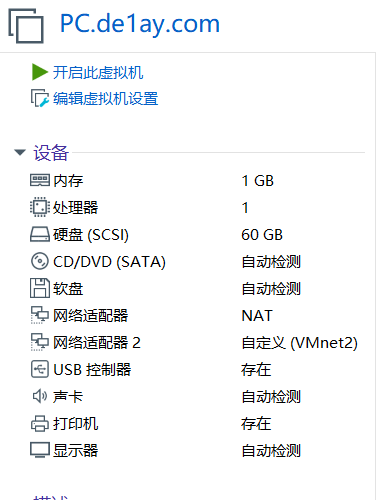 PC.de1ay.com
开启此虚拟机
编辑虚拟机设置
设备
内存 1 GB
处理器 1
硬盘 (SCSI) 60 GB
CD/DVD (SATA) 自动检测
软盘 自动检测
网络适配器 NAT
网络适配器 2 自定义 (VMnet2)
USB 控制器 存在
声卡 自动检测
打印机 存在
显示器 自动检测